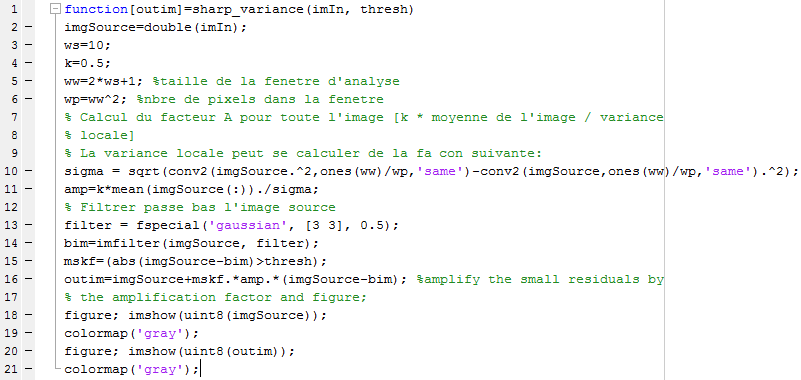 1 function[outim]=sharp_variance(imIn, thresh)
2 imgSource=double(imIn);
3 ws=10;
4 k=0.5;
5 ww=2*ws+1; %taille de la fenetre d'analyse
6 wp=ww^2; %nbre de pixels dans la fenetre
7 % Calcul du facteur A pour toute l'image [k * moyenne de l'image / variance
8 % locale]
9 % La variance locale peut se calculer de la fa con suivante:
10 sigma = sqrt(conv2(imgSource.^2,ones(ww)/wp,'same')-conv2(imgSource,ones(ww)/wp,'same').^2);
11 amp=k*mean(imgSource(:))./sigma;
12 % Filtrer passe bas l'image source
13 filter = fspecial('gaussian', [3 3], 0.5);
14 bim=imfilter(imgSource, filter);
15 mskf=(abs(imgSource-bim)>thresh);
16 outim=imgSource+mskf.*amp.*(imgSource-bim); %amplify the small residuals by
17 % the amplification factor and figure;
18 figure; imshow(uint8(imgSource));
19 colormap('gray');
20 figure; imshow(uint8(outim));
21 colormap('gray');